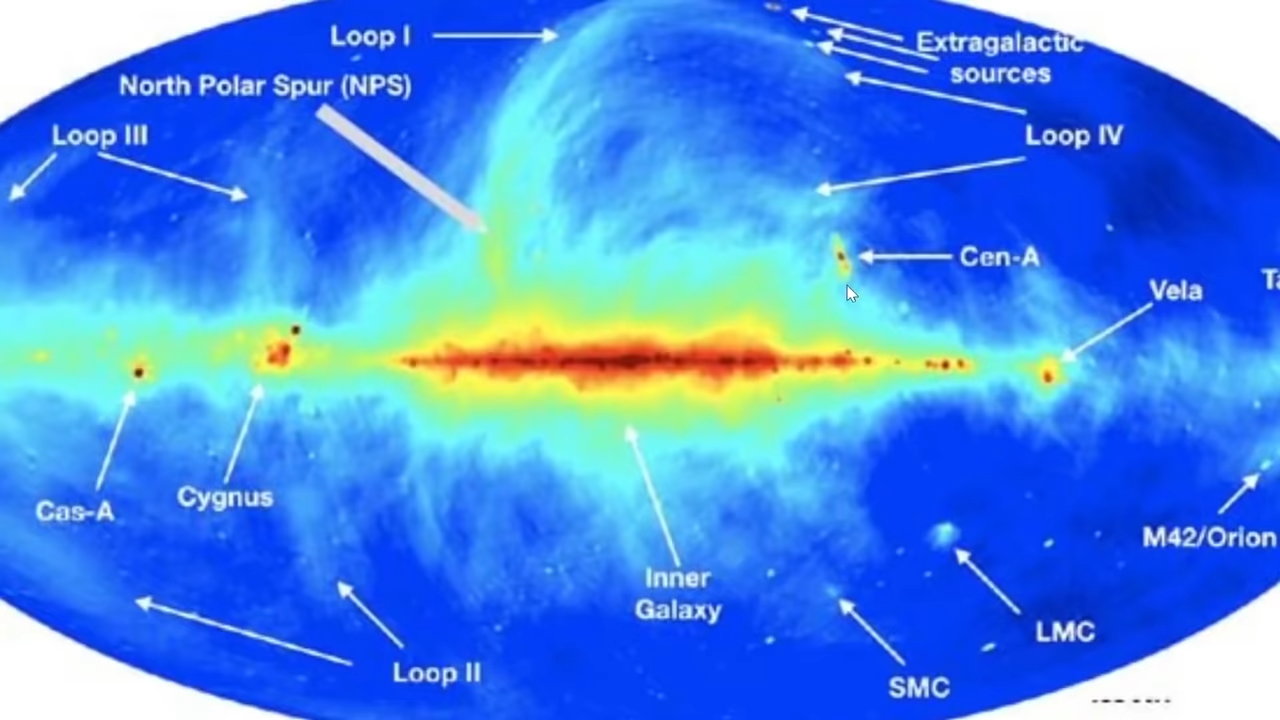 Loop I
Extragalactic
sources
North Polar Spur (NPS)
Loop III
Loop IV
Cen-A
Vela
Ta
Cas-A
Cygnus
M42/Orion
Inner
Galaxy
LMC
Loop II
SMC